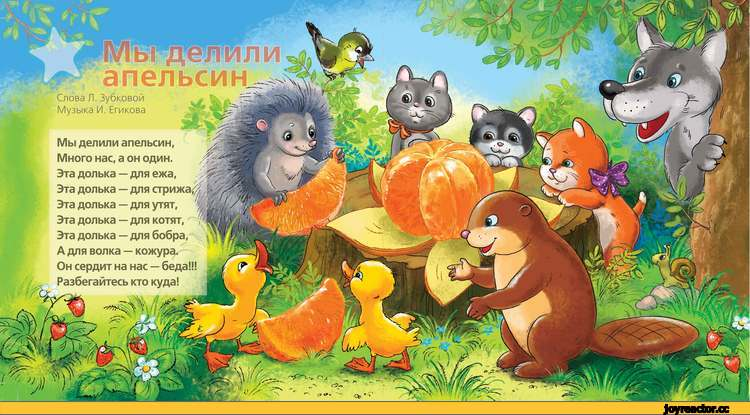 Мы делили
апельсин
Слова Л. Зубковой
Музыка И. Егикова
Мы делили апельсин,
Много нас, а он один.
Эта долька — для ежа,
Эта долька — для стрижа,
Эта долька — для утят,
Эта долька — для котят,
Эта долька — для бобра,
А для волка — кожура.
Он сердит на нас — беда!!!
Разбегайтесь кто куда!
joyreactor.cc